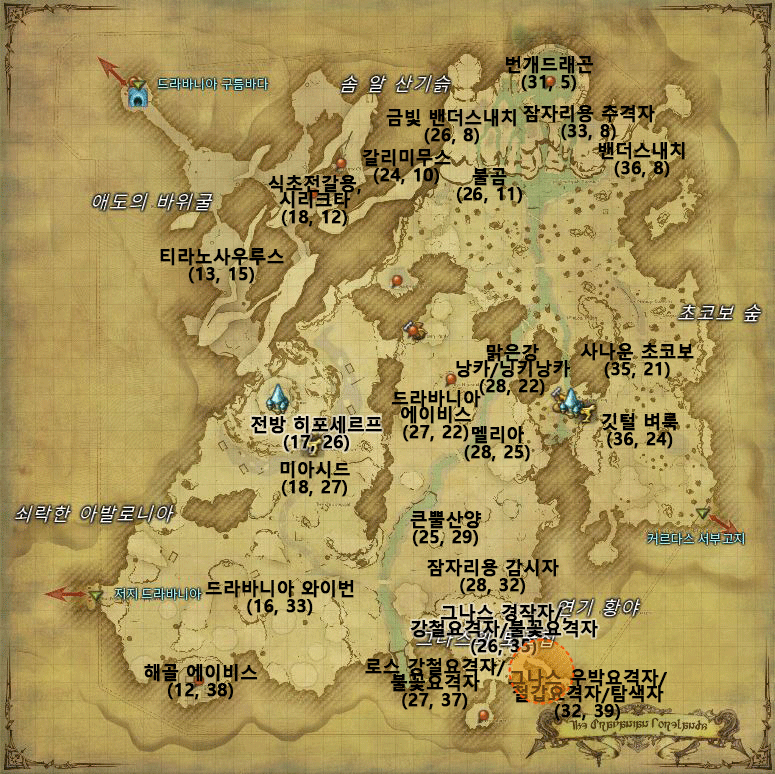 번개드래곤
(31, 5)
드라바니아 구름바다
솜 알 산기슭
금빛 밴더스내치
(26, 8)
잠자리용 추격자
(33, 8)
밴더스내치
(36, 8)
갈리미무스
(24, 10)
불곰
(26, 11)
식초전갈용,
시리크타
(18, 12)
애도의 바위굴
티라노사우루스
(13, 15)
초코보 숲
맑은강
낭카/닝키낭카
(28, 22)
사나운 초코보
(35, 21)
드라바니아
에이비스
(27, 22)
깃털 벼룩
(36, 24)
전방 히포세르프
(17, 26)
멜리아
(28, 25)
미아시드
(18, 27)
쇠락한 아발로니아
큰뿔산양
(25, 29)
커르다스 서부고지
잠자리용 감시자
(28, 32)
저지 드라바니아
드라바니야 와이번
(16, 33)
연기 황야
그나스 경작자/
강철요격자/불꽃요격자
(26, 35)
해골 에이비스
(12, 38)
로스 강철요격자/
불꽃요격자
(27, 37)
그나스 우박요격자/
철갑요격자/탐색자
(32, 39)
The Dravanian Forelands